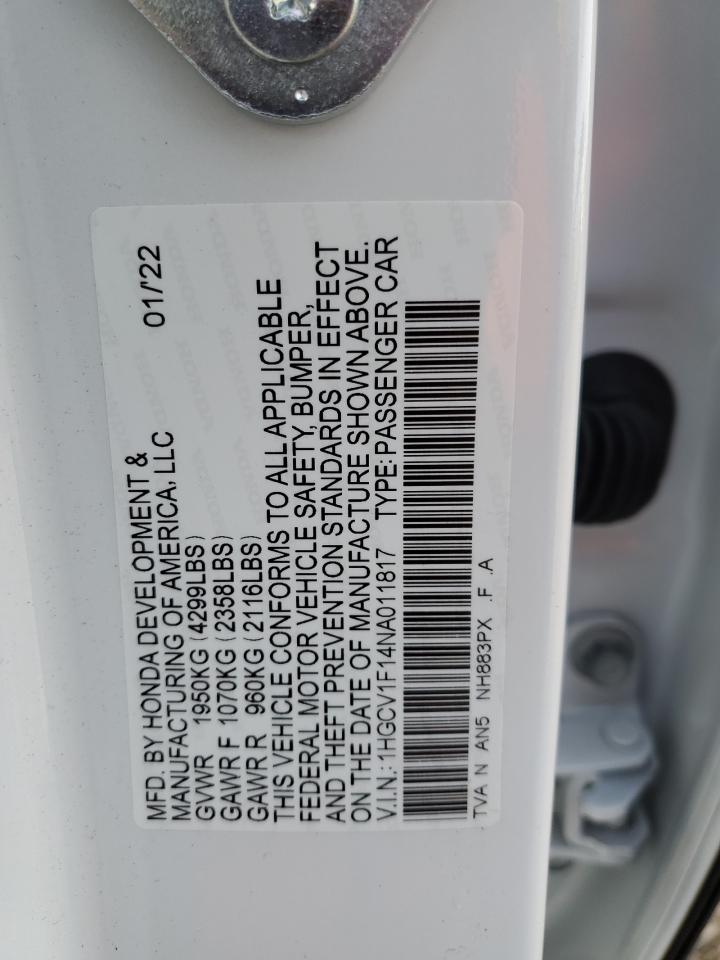 MFD. BY HONDA DEVELOPMENT & 01/'22
MANUFACTURING OF AMERICA, LLC
GVWR 1950KG (4299LBS)
GAWR F 1070KG (2358LBS)
GAWR R 960KG (2116LBS)
THIS VEHICLE CONFORMS TO ALL APPLICABLE
FEDERAL MOTOR VEHICLE SAFETY, BUMPER,
AND THEFT PREVENTION STANDARDS IN EFFECT
ON THE DATE OF MANUFACTURE SHOWN ABOVE.
V.I.N.: 1HGCV1F14NA011817 TYPE: PASSENGER CAR
TVA N AN5 NH883PX .F .A